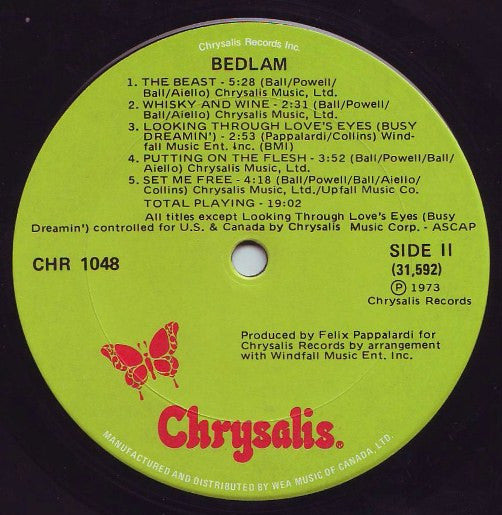 Chrysalis Records Inc.
BEDLAM
1. THE BEAST - 5:28 (Ball/Powell/
Ball/Aiello) Chrysalis Music, Ltd.
2. WHISKY AND WINE - 2:31 (Ball/Powell/
Ball/Aiello) Chrysalis Music, Ltd.
3. LOOKING THROUGH LOVE'S EYES (BUSY
DREAMIN') - 2:53 (Pappalardi/Collins) Wind-
fall Music Ent. Inc. (BMI)
4. PUTTING ON THE FLESH - 3:52 (Ball/Powell/Ball/
Aiello) Chrysalis Music, Ltd.
5. SET ME FREE - 4:18 (Ball/Powell/Ball/Aiello/
Collins) Chrysalis Music, Ltd./Upfall Music Co.
TOTAL PLAYING - 19:02
All titles except Looking Through Love's Eyes (Busy
Dreamin') controlled for U.S. & Canada by Chrysalis Music Corp. - ASCAP
CHR 1048
SIDE II
(31,592)
Ⓟ 1973
Chrysalis Records
Produced by Felix Pappalardi for
Chrysalis Records by arrangement
with Windfall Music Ent. Inc.
Chrysalis®
MANUFACTURED AND DISTRIBUTED BY WEA MUSIC OF CANADA, LTD.